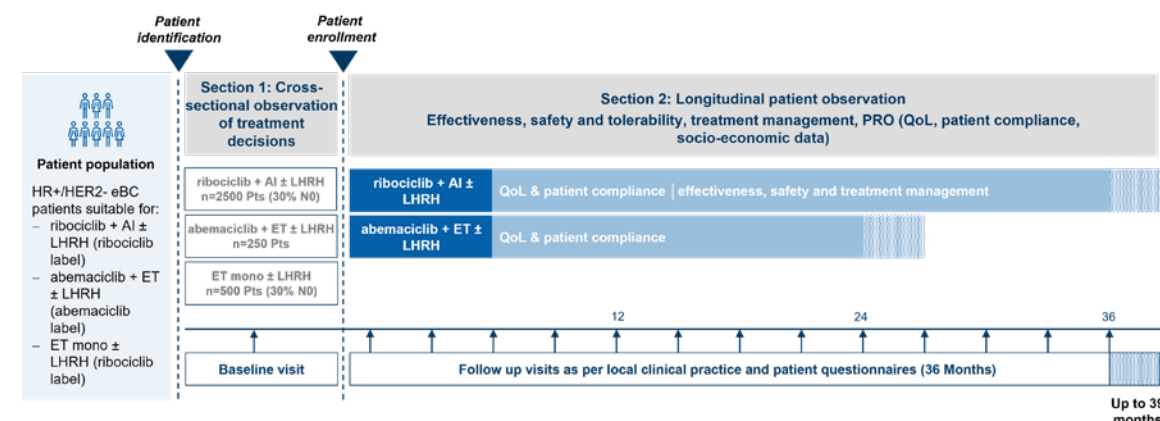 Patient
identification
Patient
enrollment
Patient population
HR+/HER2- eBC
patients suitable for:
– ribociclib + AI ±
LHRH (ribociclib
label)
– abemaciclib + ET
± LHRH
(abemaciclib
label)
– ET mono ±
LHRH (ribociclib
label)
Section 1: Cross-
sectional observation
of treatment
decisions
ribociclib + AI ± LHRH
n=2500 Pts (30% N0)
abemaciclib + ET ± LHRH
n=250 Pts
ET mono ± LHRH
n=500 Pts (30% N0)
Baseline visit
Section 2: Longitudinal patient observation
Effectiveness, safety and tolerability, treatment management, PRO (QoL, patient compliance,
socio-economic data)
ribociclib + AI ±
LHRH
QoL & patient compliance | effectiveness, safety and treatment management
abemaciclib + ET ±
LHRH
QoL & patient compliance
12 24 36
Follow up visits as per local clinical practice and patient questionnaires (36 Months)
Up to 39
months